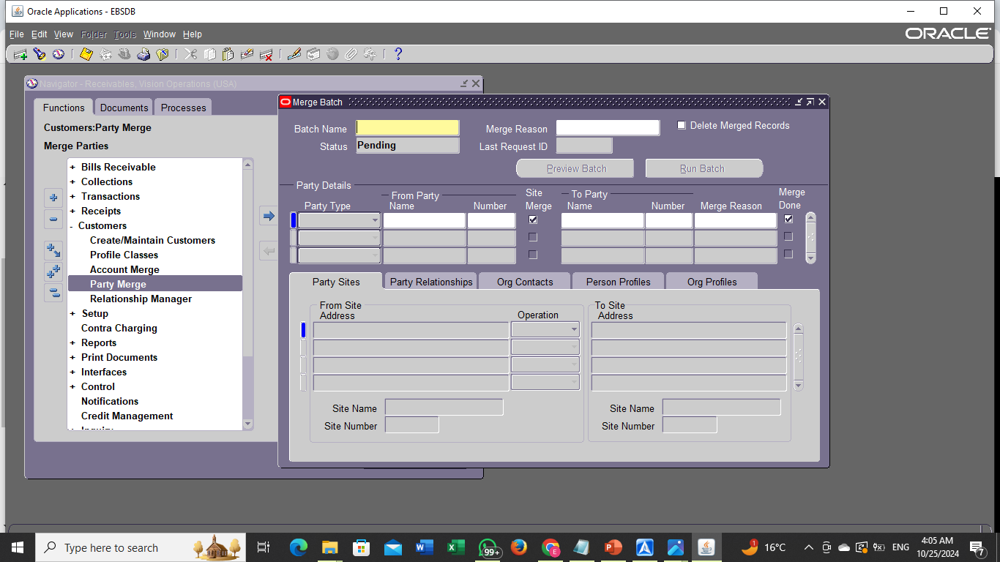 Oracle Applications - EBSDB
File Edit View Folder Tools Window Help
ORACLE
Navigator - Receivables, Vision Operations (USA)
Functions Documents Processes
Customers:Party Merge
Merge Parties
+ Bills Receivable
+ Collections
+ Transactions
+ Receipts
- Customers
Create/Maintain Customers
Profile Classes
Account Merge
Party Merge
Relationship Manager
+ Setup
Contra Charging
+ Reports
+ Print Documents
+ Interfaces
+ Control
Notifications
Credit Management
+ Inquiry
Merge Batch
Batch Name Merge Reason Delete Merged Records
Status Pending Last Request ID
Preview Batch Run Batch
Party Details
From Party Site To Party Merge
Party Type Name Number Merge Name Number Merge Reason Done
Party Sites Party Relationships Org Contacts Person Profiles Org Profiles
From Site To Site
Address Operation Address
Site Name Site Name
Site Number Site Number
Type here to search
99+
E
1
16°C
ENG
4:05 AM
10/25/2024
7